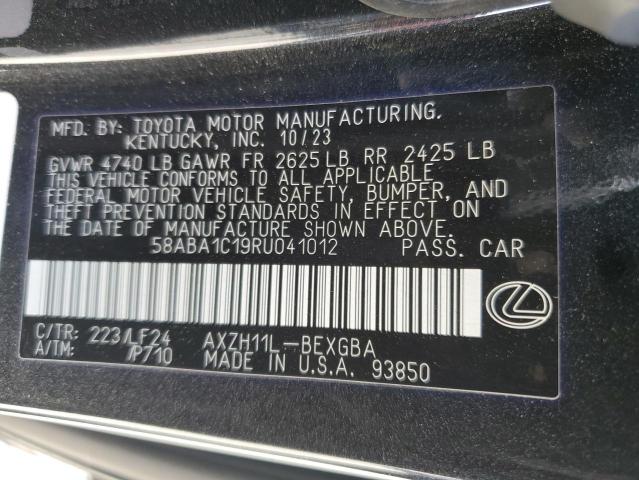 MFD. BY TOYOTA MOTOR MANUFACTURING.
KENTUCKY, INC. 10/23
GVWR 4740 LB GAWR FR 2625 LB RR 2425 LB
THIS VEHICLE CONFORMS TO ALL APPLICABLE
FEDERAL MOTOR VEHICLE SAFETY, BUMPER, AND
THEFT PREVENTION STANDARDS IN EFFECT ON
THE DATE OF MANUFACTURE SHOWN ABOVE.
58ABA1C19RU041012 PASS. CAR
C/TR: 223/LF24 AXZH11L-BEXGBA
A/TM: /P710 MADE IN U.S.A. 93850